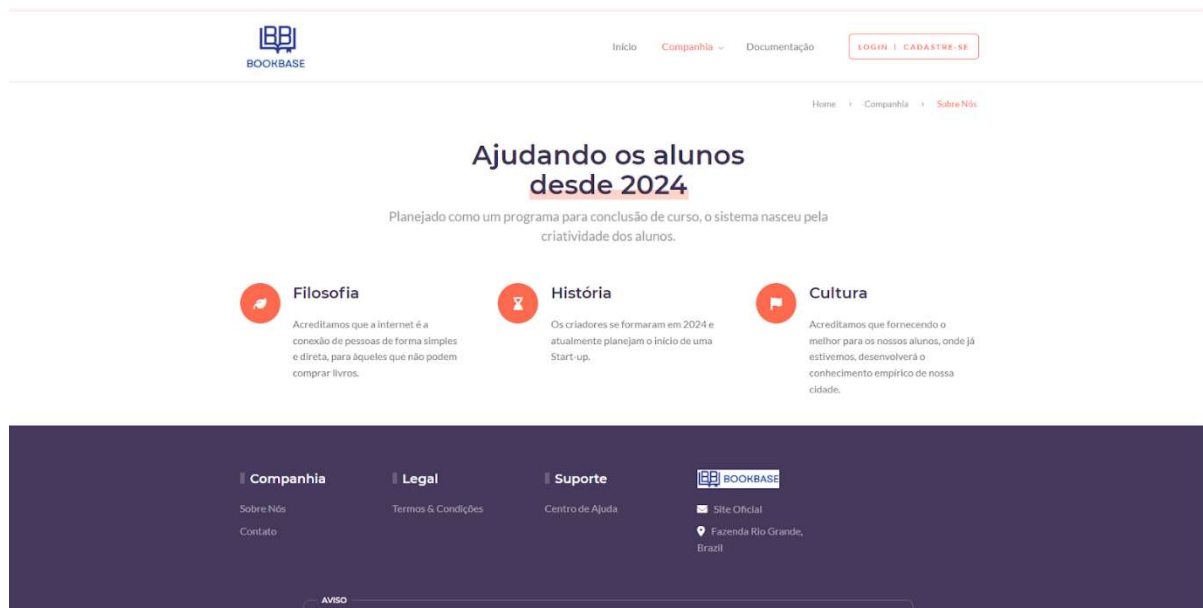 BBI
BOOKBASE
Início Companhia Documentação LOGIN | CADASTRE-SE
Home › Companhia › Sobre Nós
Ajudando os alunos
desde 2024
Planejado como um programa para conclusão de curso, o sistema nasceu pela
criatividade dos alunos.
Filosofia
Acreditamos que a internet é a
conexão de pessoas de forma simples
e direta, para àqueles que não podem
comprar livros.
História
Os criadores se formaram em 2024 e
atualmente planejam o início de uma
Start-up.
Cultura
Acreditamos que fornecendo o
melhor para os nossos alunos, onde já
estivemos, desenvolverá o
conhecimento empírico de nossa
cidade.
Companhia
Sobre Nós
Contato
Legal
Termos & Condições
Suporte
Centro de Ajuda
BOOKBASE
Site Oficial
Fazenda Rio Grande,
Brazil
AVISO